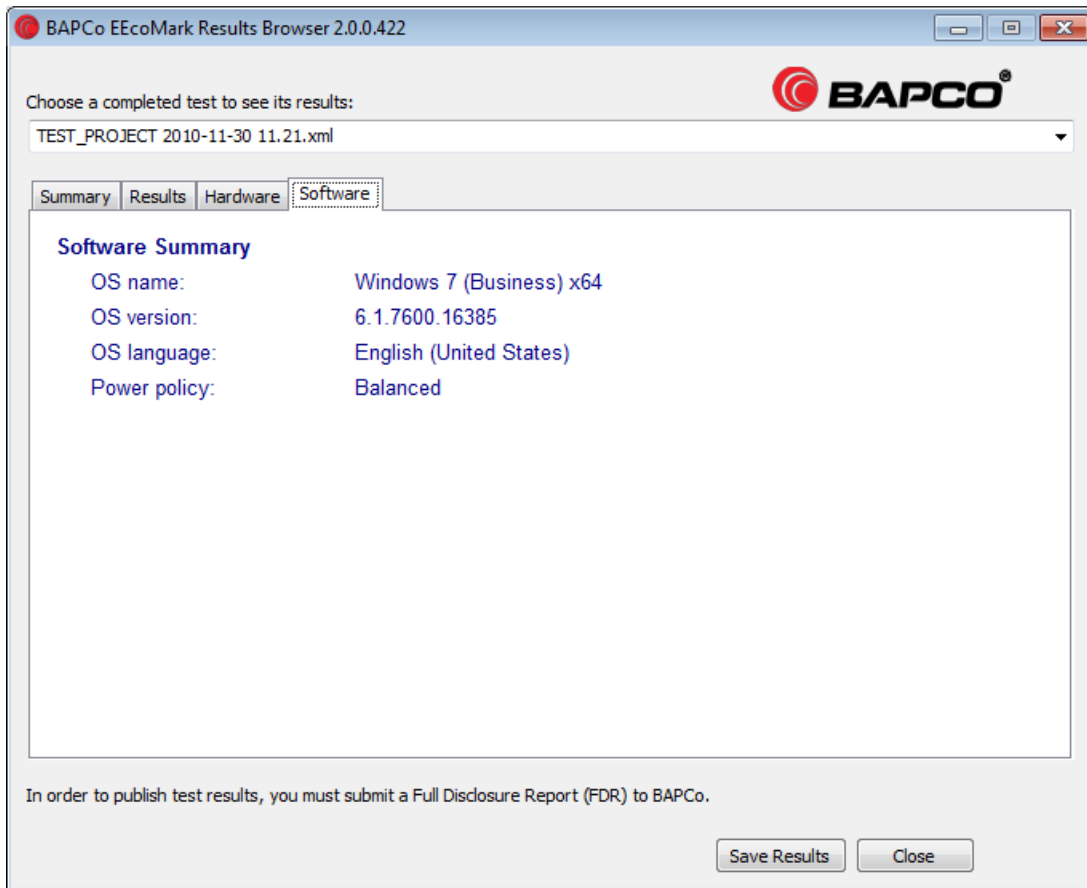 BAPCo EEcoMark Results Browser 2.0.0.422
BAPCO®
Choose a completed test to see its results:
TEST_PROJECT 2010-11-30 11.21.xml
Summary Results Hardware Software
Software Summary
OS name: Windows 7 (Business) x64
OS version: 6.1.7600.16385
OS language: English (United States)
Power policy: Balanced
In order to publish test results, you must submit a Full Disclosure Report (FDR) to BAPCo.
Save Results Close